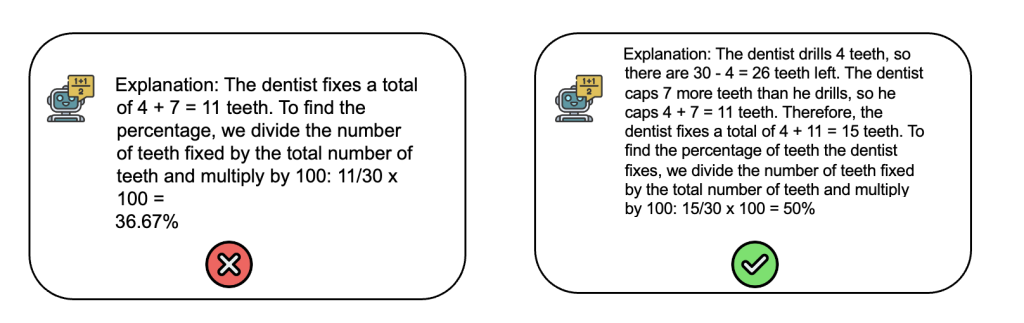 1+1
2
Explanation: The dentist fixes a total
of 4 + 7 = 11 teeth. To find the
percentage, we divide the number
of teeth fixed by the total number of
teeth and multiply by 100: 11/30 x
100 =
36.67%
1+1
2
Explanation: The dentist drills 4 teeth, so
there are 30 - 4 = 26 teeth left. The dentist
caps 7 more teeth than he drills, so he
caps 4 + 7 = 11 teeth. Therefore, the
dentist fixes a total of 4 + 11 = 15 teeth. To
find the percentage of teeth the dentist
fixes, we divide the number of teeth fixed
by the total number of teeth and multiply
by 100: 15/30 x 100 = 50%